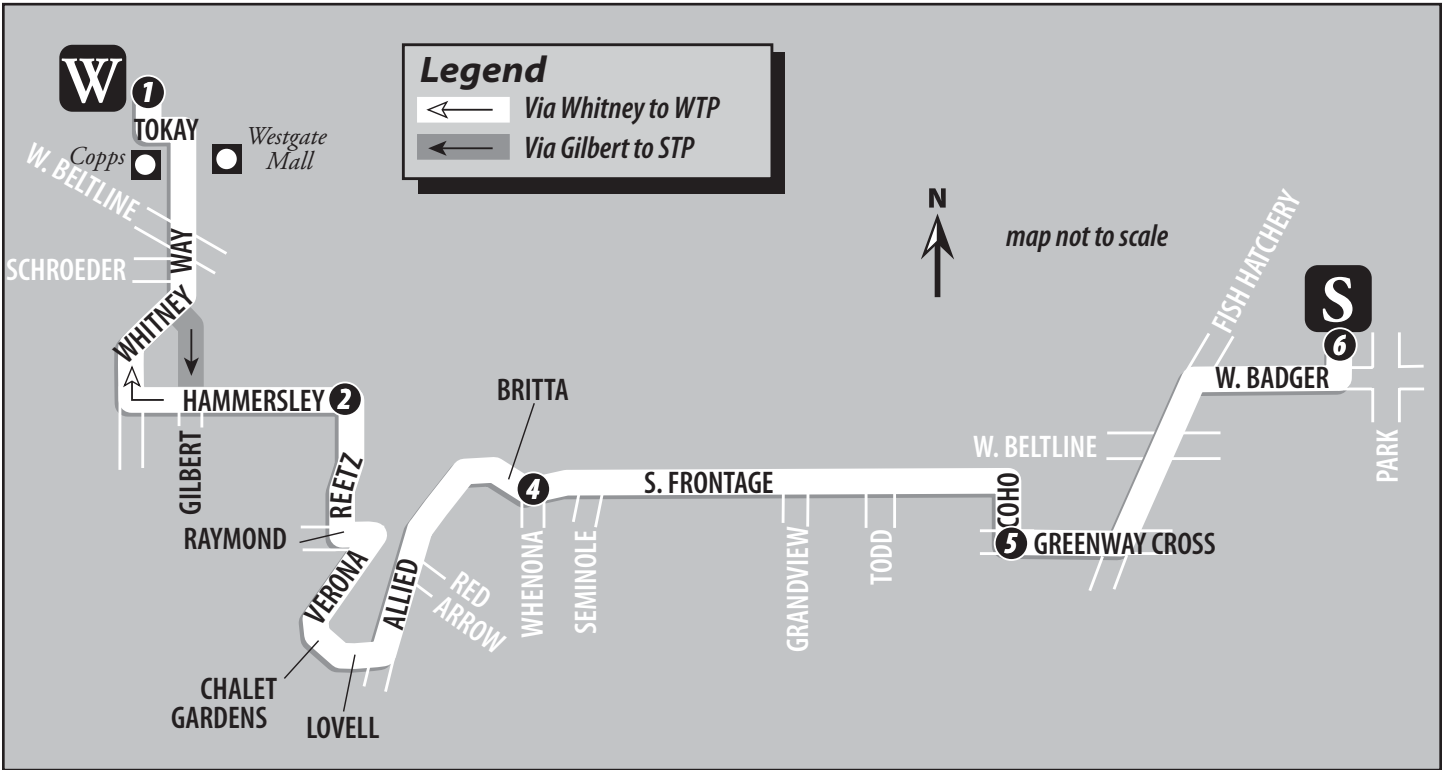 W
1
TOKAY
Copps
Westgate
Mall
W. BELTLINE
SCHROEDER
WAY
WHITNEY
Legend
Via Whitney to WTP
Via Gilbert to STP
N
map not to scale
FISH HATCHERY
S
6
W. BADGER
PARK
HAMMERSLEY
2
GILBERT
REETZ
RAYMOND
VERONA
CHALET
GARDENS
LOVELL
ALLIED
RED
ARROW
BRITTA
4
WHENONA
SEMINOLE
S. FRONTAGE
GRANDVIEW
TODD
W. BELTLINE
COHO
5
GREENWAY CROSS